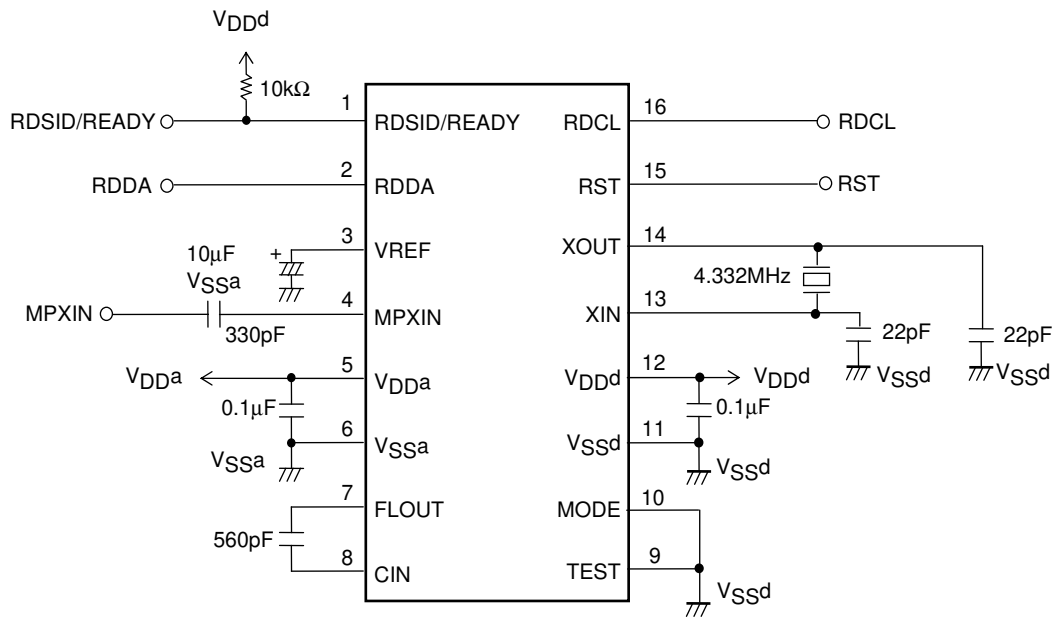 VDDd
10kΩ
RDSID/READY
1
RDSID/READY
RDCL
16
RDCL
RDDA
2
RDDA
RST
15
RST
10µF
+
VSSa
3
VREF
XOUT
14
4.332MHz
MPXIN
330pF
4
MPXIN
XIN
13
22pF
VSSd
22pF
VSSd
VDDa
5
VDDa
VDDd
12
VDDd
0.1µF
0.1µF
VSSa
6
VSSa
VSSd
11
VSSd
7
FLOUT
MODE
10
560pF
8
CIN
TEST
9
VSSd